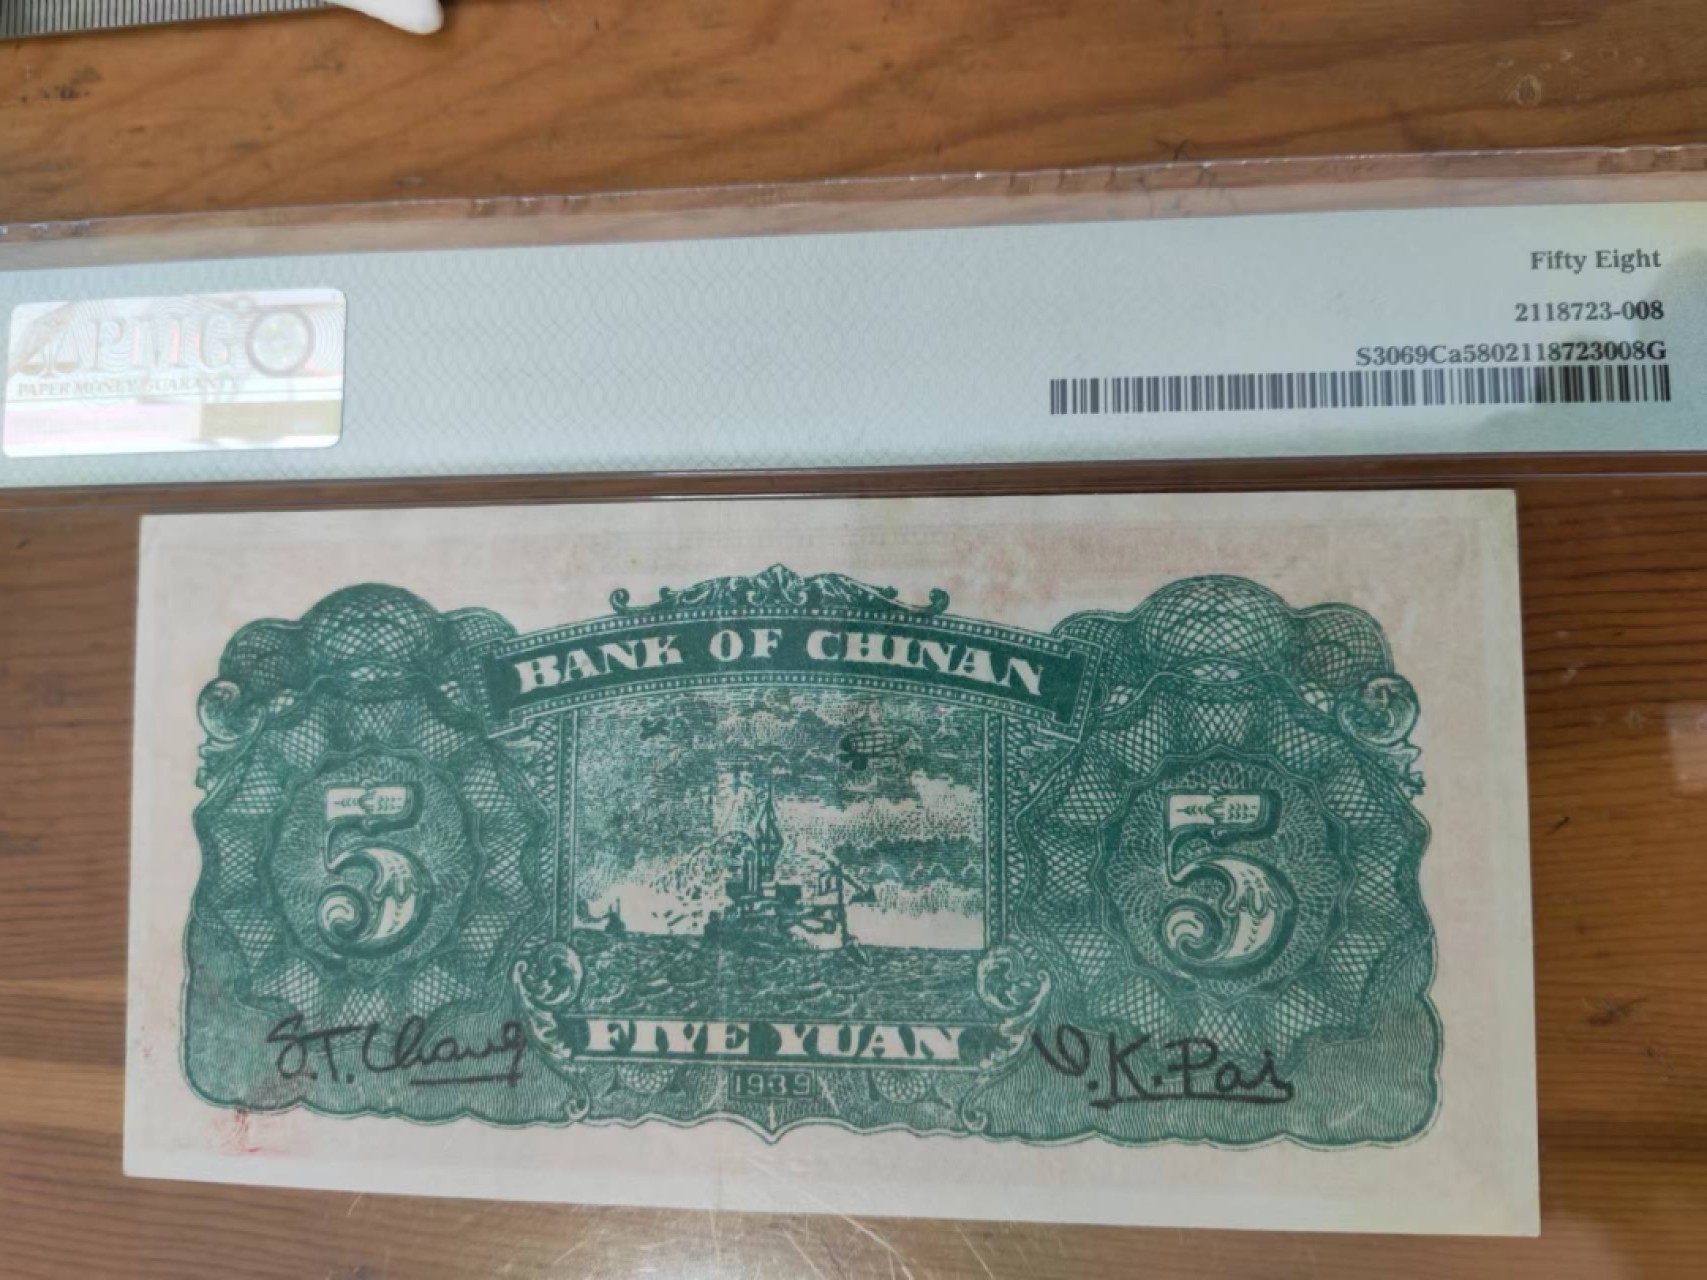 Fifty Eight
2118723-008
S3069Ca5802118723008G
PMG
PAPER MONEY GUARANTY
BANK OF CHINAN
5 5
FIVE YUAN
S.T. Chang V.K. Pai
1939